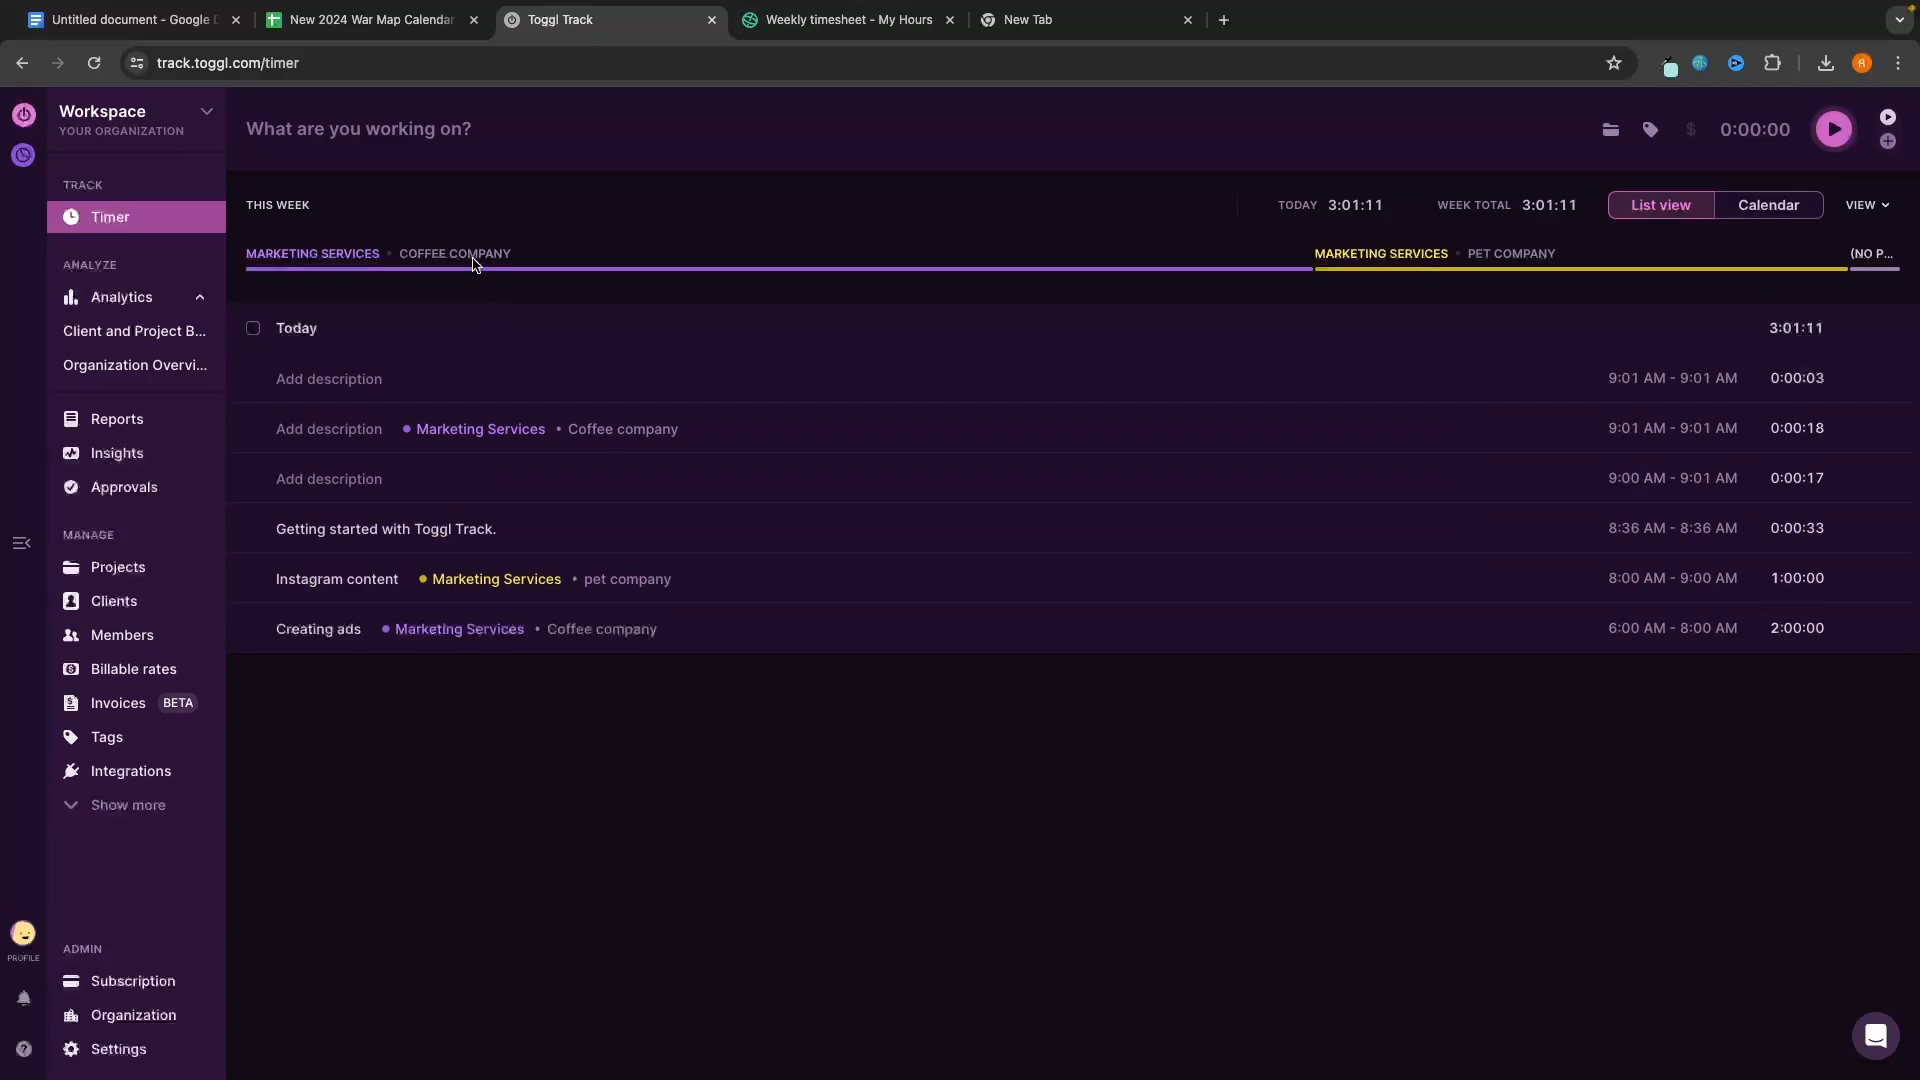 Untitled document - Google D
New 2024 War Map Calendar
Toggl Track
Weekly timesheet - My Hours
New Tab
track.toggl.com/timer
R
Workspace
YOUR ORGANIZATION
What are you working on?
$ 0:00:00
TRACK
Timer
THIS WEEK
TODAY 3:01:11
WEEK TOTAL 3:01:11
List view
Calendar
VIEW
MARKETING SERVICES • COFFEE COMPANY
MARKETING SERVICES • PET COMPANY
(NO P...
ANALYZE
Analytics
Client and Project B...
Organization Overvi...
Reports
Insights
Approvals
MANAGE
Projects
Clients
Members
Billable rates
Invoices BETA
Tags
Integrations
Show more
PROFILE
ADMIN
Subscription
Organization
Settings
Today 3:01:11
Add description 9:01 AM - 9:01 AM 0:00:03
Add description • Marketing Services • Coffee company 9:01 AM - 9:01 AM 0:00:18
Add description 9:00 AM - 9:01 AM 0:00:17
Getting started with Toggl Track. 8:36 AM - 8:36 AM 0:00:33
Instagram content • Marketing Services • pet company 8:00 AM - 9:00 AM 1:00:00
Creating ads • Marketing Services • Coffee company 6:00 AM - 8:00 AM 2:00:00